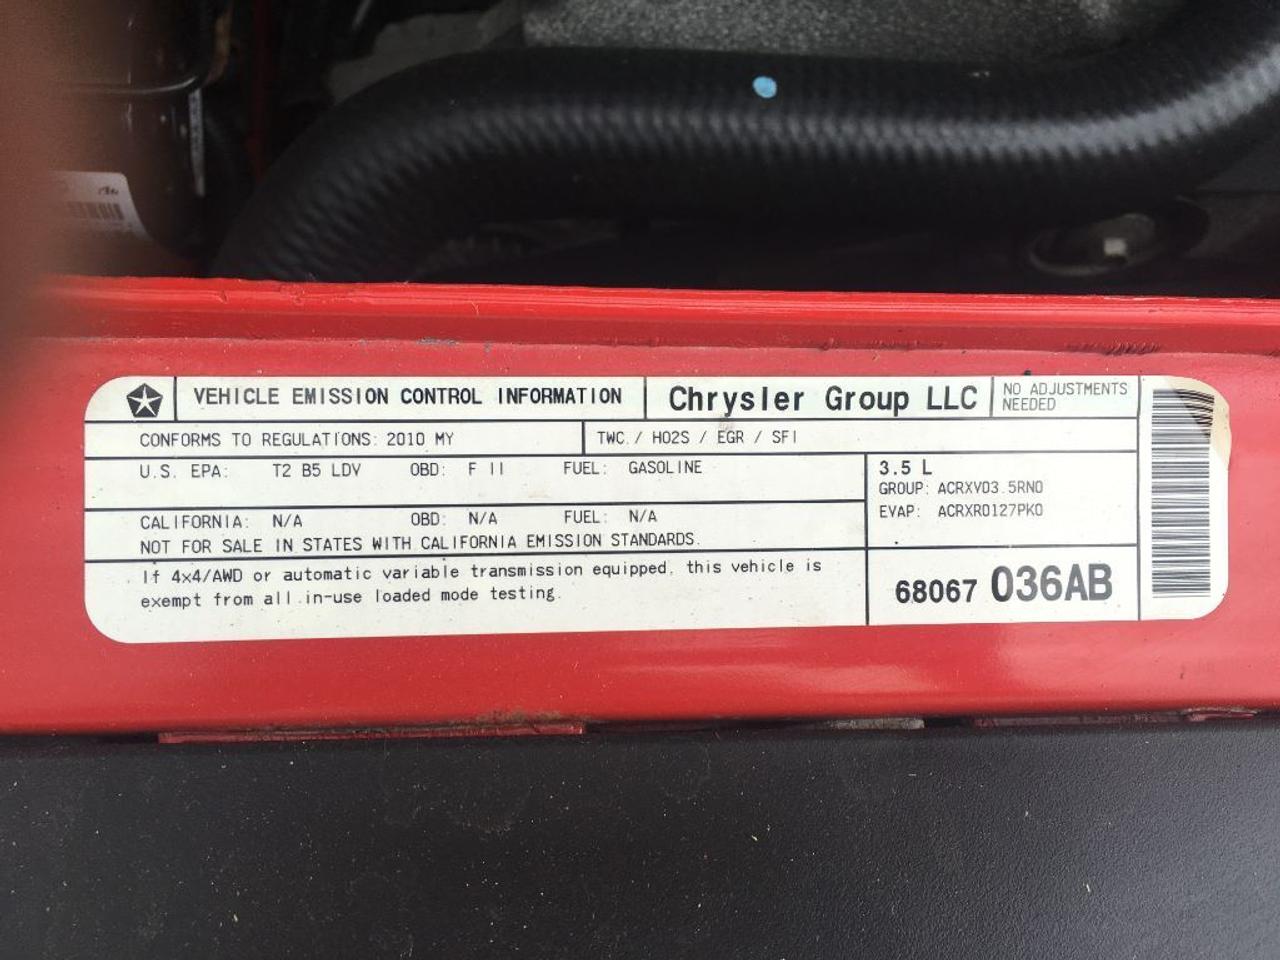 VEHICLE EMISSION CONTROL INFORMATION
Chrysler Group LLC
NO ADJUSTMENTS
NEEDED
CONFORMS TO REGULATIONS: 2010 MY
TWC / HO2S / EGR / SFI
U.S. EPA: T2 B5 LDV OBD: F II FUEL: GASOLINE
CALIFORNIA: N/A OBD: N/A FUEL: N/A
NOT FOR SALE IN STATES WITH CALIFORNIA EMISSION STANDARDS.
3.5 L
GROUP: ACRXV03.5RN0
EVAP: ACRXR0127PK0
If 4x4/AWD or automatic variable transmission equipped, this vehicle is
exempt from all in-use loaded mode testing.
68067 036AB